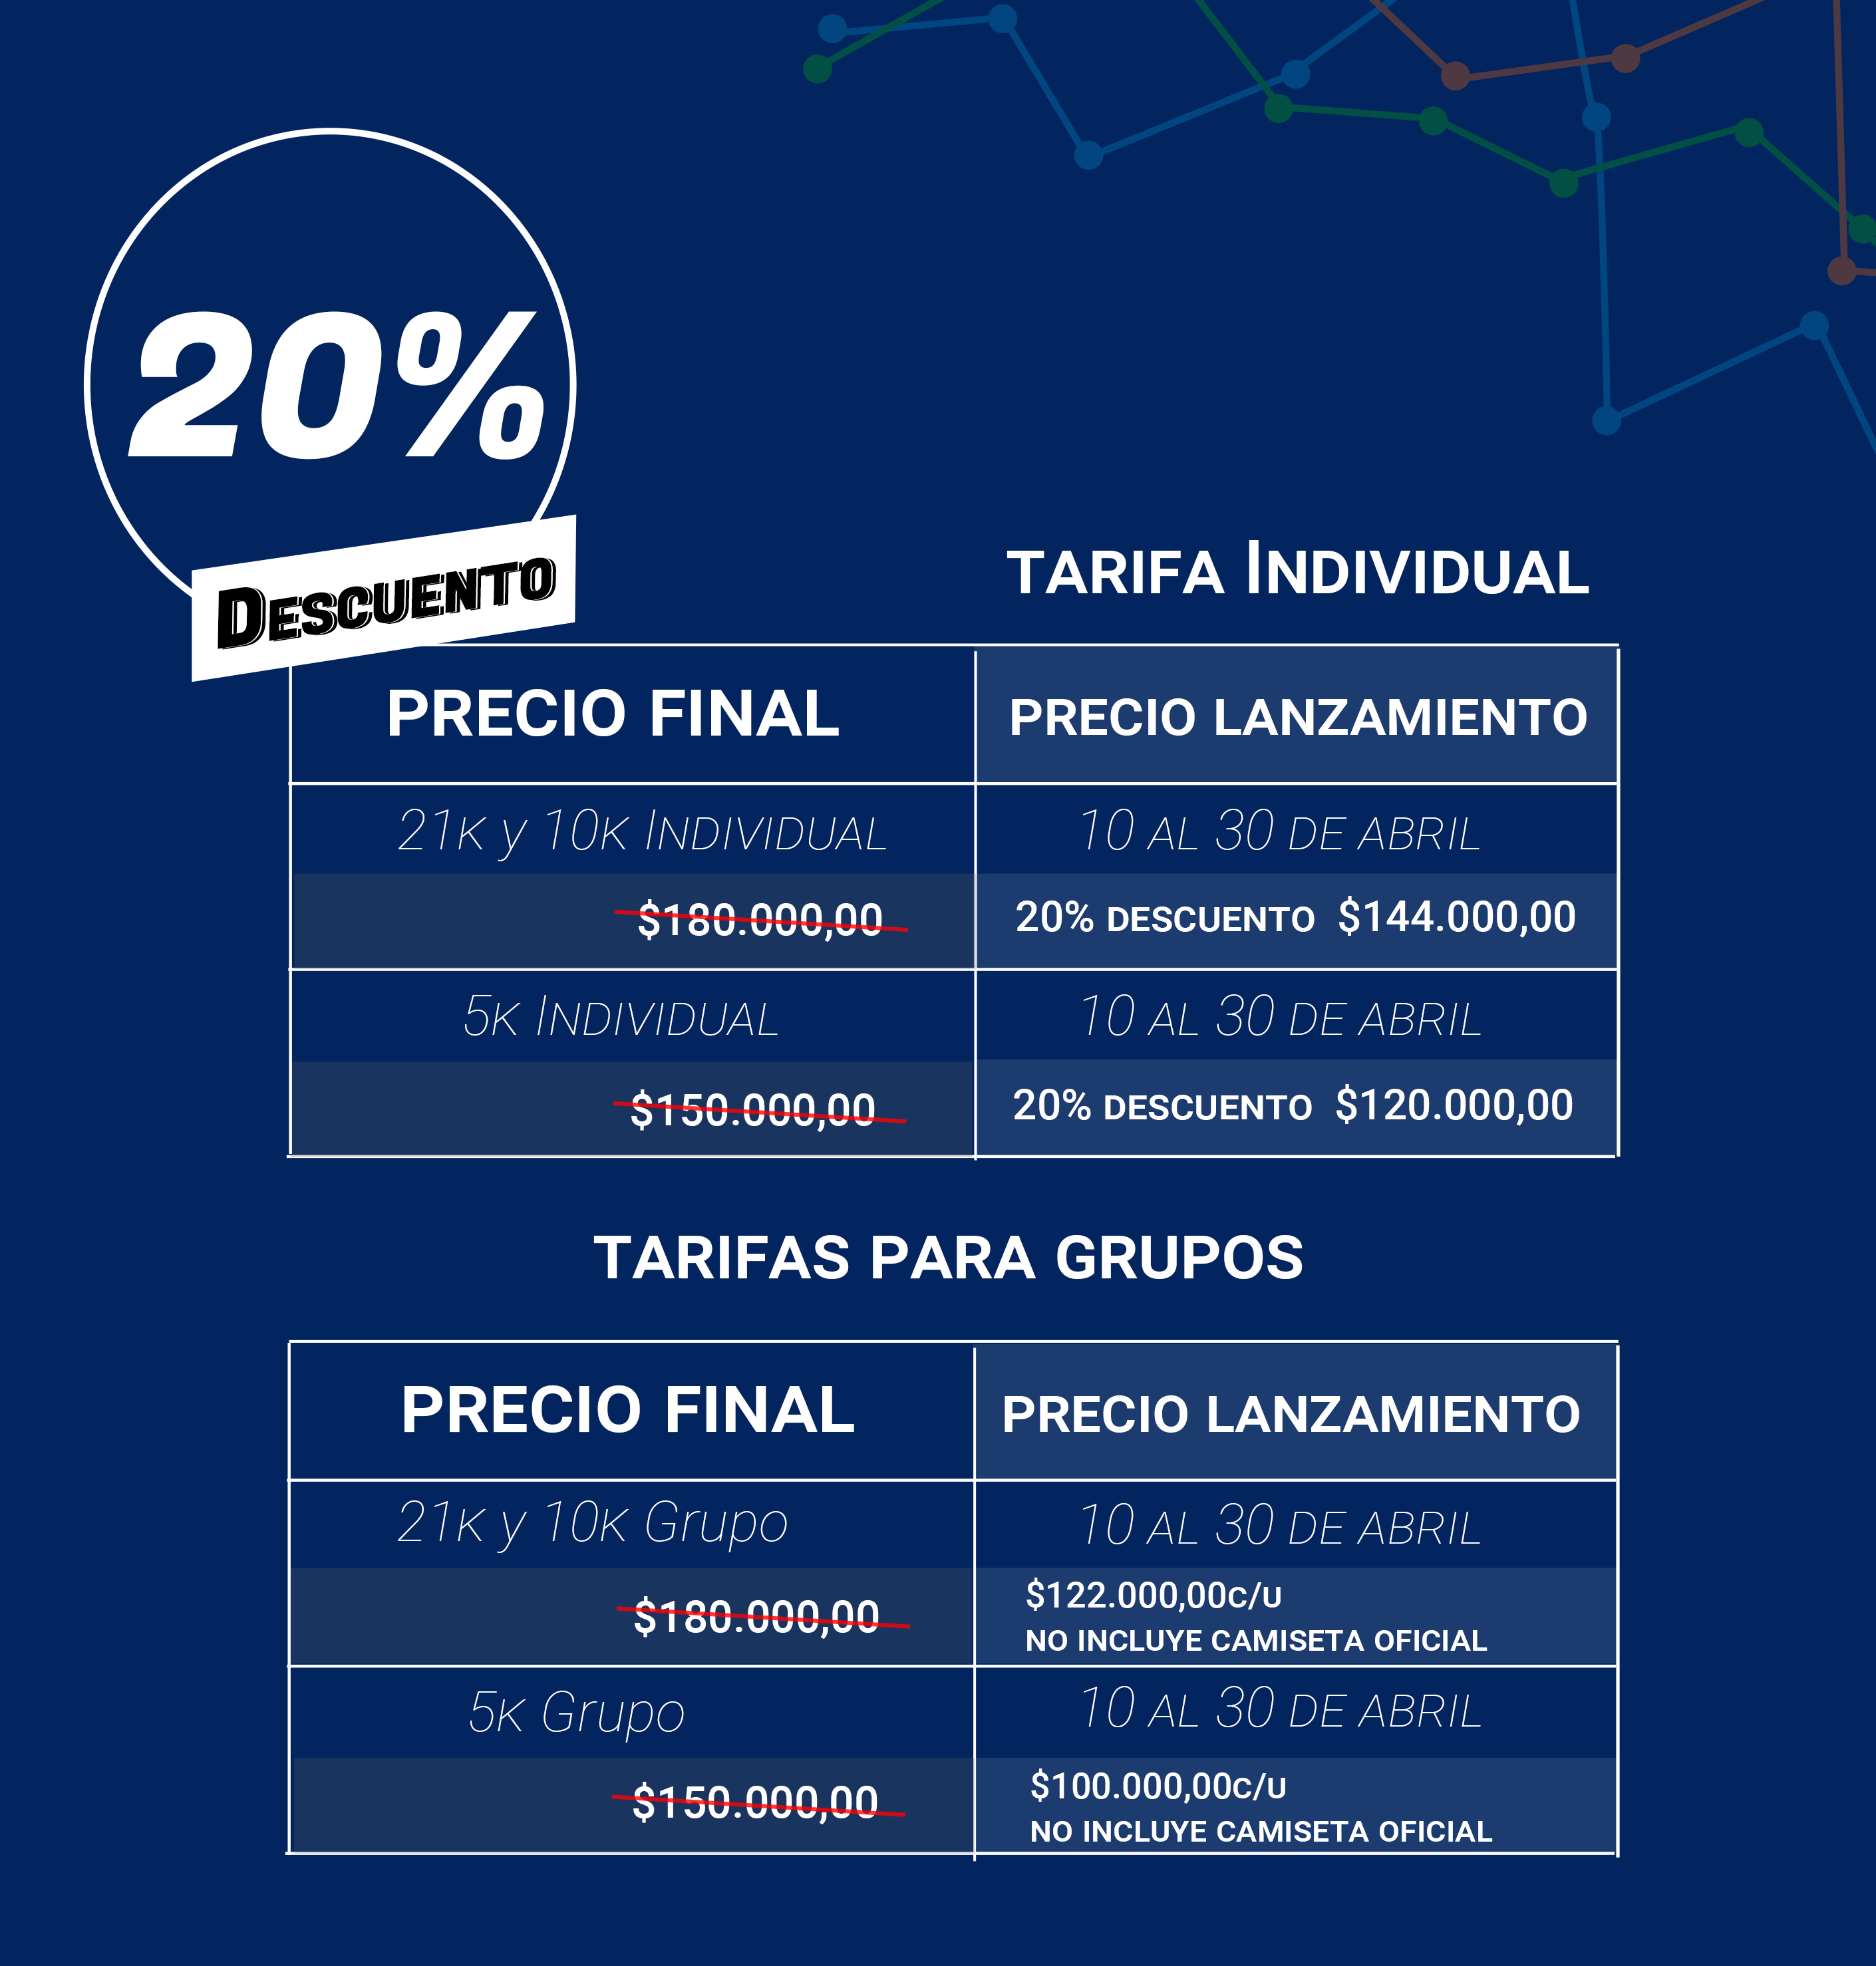 20%
DESCUENTO
TARIFA INDIVIDUAL
PRECIO FINAL
PRECIO LANZAMIENTO
21K y 10K INDIVIDUAL
10 AL 30 DE ABRIL
$180.000,00
20% DESCUENTO $144.000,00
5K INDIVIDUAL
10 AL 30 DE ABRIL
$150.000,00
20% DESCUENTO $120.000,00
TARIFAS PARA GRUPOS
PRECIO FINAL
PRECIO LANZAMIENTO
21K y 10K Grupo
10 AL 30 DE ABRIL
$180.000,00
$122.000,00C/U
NO INCLUYE CAMISETA OFICIAL
5K Grupo
10 AL 30 DE ABRIL
$150.000,00
$100.000,00C/U
NO INCLUYE CAMISETA OFICIAL